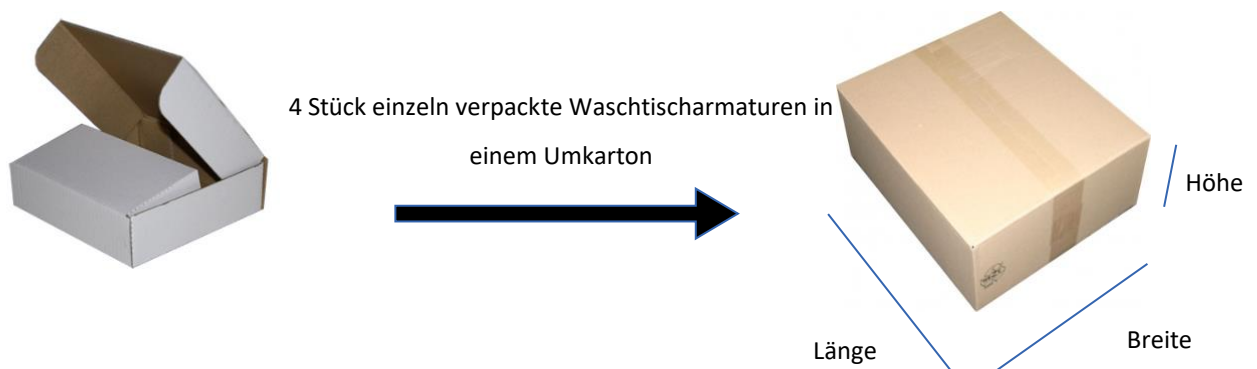 4 Stück einzeln verpackte Waschtischarmaturen in
einem Umkarton
Höhe
Breite
Länge